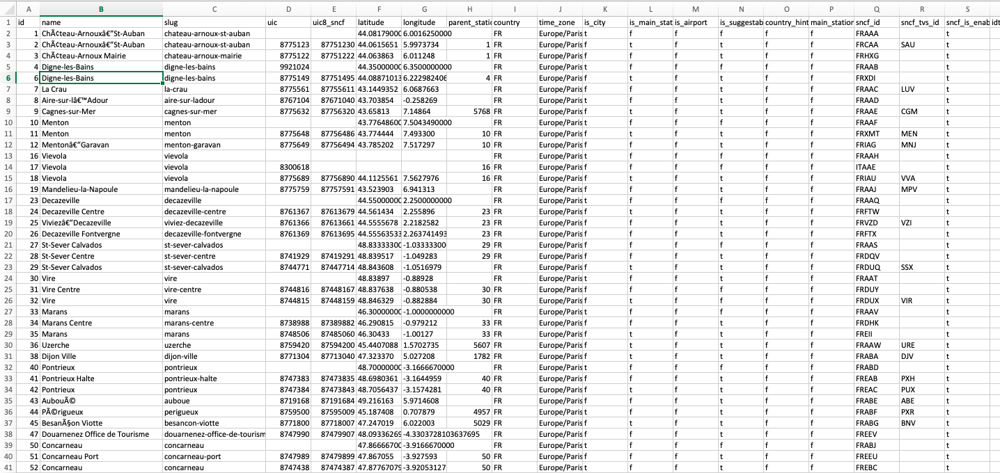 A B C D E F G H I J K L M N O P Q R S
1 id name slug uic uic8_sncf latitude longitude parent_stati country time_zone is_city is_main_stat is_airport is_suggestab country_hint main_station sncf_id sncf_tvs_id sncf_is_enab idt
2 1 ChÃ¢teau-Arnouxâ€“St-Auban chateau-arnoux-st-auban 44.08179000 6.0016250000 FR Europe/Paris t f f f f f FRAAA t
3 2 ChÃ¢teau-Arnouxâ€“St-Auban chateau-arnoux-st-auban 8775123 87751230 44.0615651 5.9973734 1 FR Europe/Paris f t f t f f FRCAA SAU t
4 3 ChÃ¢teau-Arnoux Mairie chateau-arnoux-mairie 8775122 87751222 44.063863 6.011248 1 FR Europe/Paris f f f t f f FRHXG t
5 4 Digne-les-Bains digne-les-bains 9921024 44.35000000 6.3500000000 FR Europe/Paris t f f f f f FRAAB t
6 6 Digne-les-Bains digne-les-bains 8775149 87751495 44.08871013 6.222982406 4 FR Europe/Paris f t f t f f FRXDI t
7 7 La Crau la-crau 8775561 87755611 43.1449352 6.0687663 FR Europe/Paris f f f t f f FRAAC LUV t
8 8 Aire-sur-lâ€™Adour aire-sur-ladour 8767104 87671040 43.703854 -0.258269 FR Europe/Paris f f f t f f FRAAD t
9 9 Cagnes-sur-Mer cagnes-sur-mer 8775632 87756320 43.65813 7.14864 5768 FR Europe/Paris f t f t f f FRAAE CGM t
10 10 Menton menton 43.77648600 7.5043490000 FR Europe/Paris t f f f f f FRAAF t
11 11 Menton menton 8775648 87756486 43.774444 7.493300 10 FR Europe/Paris f t f t f f FRXMT MEN t
12 12 Mentonâ€“Garavan menton-garavan 8775649 87756494 43.785202 7.517297 10 FR Europe/Paris f f f t f f FRIAG MNJ t
13 16 Vievola vievola FR Europe/Paris t f f f f f FRAAH t
14 17 Vievola vievola 8300618 16 FR Europe/Paris f f f f f f ITAAE t
15 18 Vievola vievola 8775689 87756890 44.1125561 7.5627976 16 FR Europe/Paris f t f t f f FRIAU VVA t
16 19 Mandelieu-la-Napoule mandelieu-la-napoule 8775759 87757591 43.523903 6.941313 FR Europe/Paris f f f t f f FRAAJ MPV t
17 23 Decazeville decazeville 44.55000000 2.2500000000 FR Europe/Paris t f f f f f FRAAQ t
18 24 Decazeville Centre decazeville-centre 8761367 87613679 44.561434 2.255896 23 FR Europe/Paris f t f t f f FRFTW t
19 25 Viviezâ€“Decazeville viviez-decazeville 8761366 87613661 44.5555678 2.2182582 23 FR Europe/Paris f t f t f f FRVZD VZI t
20 26 Decazeville Fontvergne decazeville-fontvergne 8761369 87613695 44.55563533 2.263741493 23 FR Europe/Paris f f f t f f FRFTX t
21 27 St-Sever Calvados st-sever-calvados 48.83333300 -1.03333300 29 FR Europe/Paris f f f f f f FRAAS t
22 28 St-Sever Centre st-sever-centre 8741929 87419291 48.839517 -1.049283 29 FR Europe/Paris f f f t f f FRDQV t
23 29 St-Sever Calvados st-sever-calvados 8744771 87447714 48.843608 -1.0516979 FR Europe/Paris t t f t f f FRDUQ SSX t
24 30 Vire vire 48.83897 -0.88928 FR Europe/Paris t f f f f f FRAAT t
25 31 Vire Centre vire-centre 8744816 87448167 48.837638 -0.880538 30 FR Europe/Paris f f f f f f FRDUY t
26 32 Vire vire 8744815 87448159 48.846329 -0.882884 30 FR Europe/Paris f t f t f f FRDUX VIR t
27 33 Marans marans 46.30000000 -1.0000000000 FR Europe/Paris t f f f f f FRAAV t
28 34 Marans Centre marans-centre 8738988 87389882 46.290815 -0.979212 33 FR Europe/Paris f f f t f f FRDHK t
29 35 Marans marans 8748506 87485060 46.30433 -1.00127 33 FR Europe/Paris f t f t f f FREII t
30 36 Uzerche uzerche 8759420 87594200 45.4407088 1.5702735 5607 FR Europe/Paris f t f t f f FRAAW URE t
31 38 Dijon Ville dijon-ville 8771304 87713040 47.323370 5.027208 1782 FR Europe/Paris f t f t f f FRABA DJV t
32 40 Pontrieux pontrieux 48.70000000 -3.1666670000 FR Europe/Paris t f f f f f FRABD t
33 41 Pontrieux Halte pontrieux-halte 8747383 87473835 48.6980361 -3.1644959 40 FR Europe/Paris f f f t f f FREAB PXH t
34 42 Pontrieux pontrieux 8747384 87473843 48.7056437 -3.1574281 40 FR Europe/Paris f t f t f f FREAC PUX t
35 43 AubouÃ© auboue 8719168 87191684 49.216163 5.9714608 FR Europe/Paris f f f t f f FRABE ABE t
36 44 PÃ©rigueux perigueux 8759500 87595009 45.187408 0.707879 4957 FR Europe/Paris f t f t f f FRABF PXR t
37 45 BesanÃ§on Viotte besancon-viotte 8771800 87718007 47.247019 6.022003 5029 FR Europe/Paris f t f t f f FRABG BNV t
38 47 Douarnenez Office de Tourisme douarnenez-office-de-tourism 8747990 87479907 48.09336269 -4.3303728103637695 FR Europe/Paris f f f t f f FREEV t
39 50 Concarneau concarneau 47.86666700 -3.9166670000 FR Europe/Paris t f f f f f FRABJ t
40 51 Concarneau Port concarneau-port 8747989 87479899 47.867055 -3.927593 50 FR Europe/Paris f f f t f f FREEU t
41 52 Concarneau concarneau 8747438 87474387 47.87767079 -3.92053127 50 FR Europe/Paris f t f t f f FREBC t